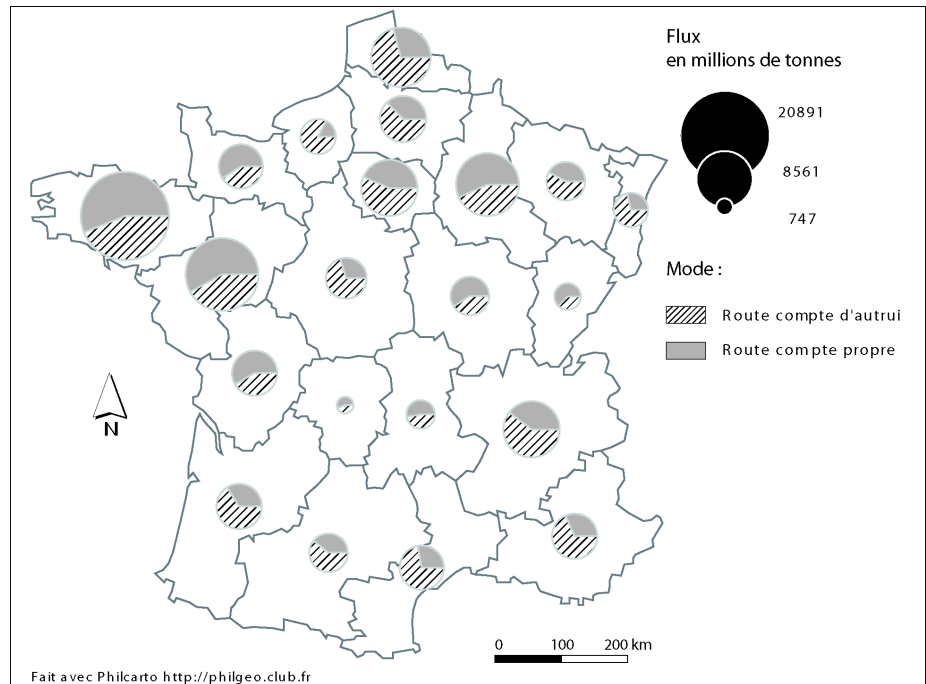 Flux
en millions de tonnes
20891
8561
747
Mode :
Route compte d'autrui
Route compte propre
N
0 100 200 km
Fait avec Philcarto http://philgeo.club.fr